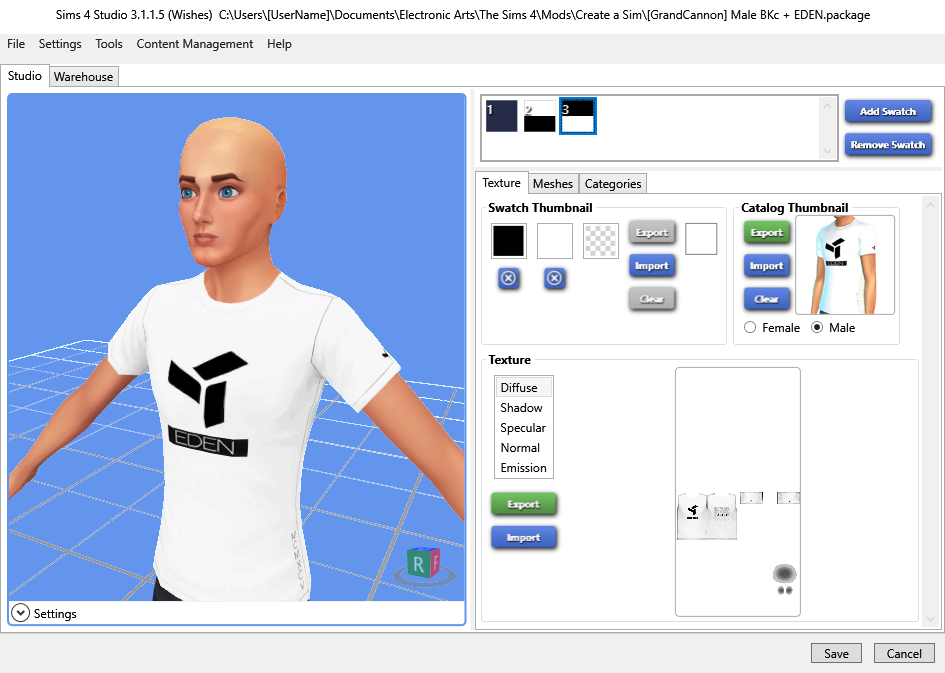 Sims 4 Studio 3.1.1.5 (Wishes)  C:\Users\[UserName]\Documents\Electronic Arts\The Sims 4\Mods\Create a Sim\[GrandCannon] Male BKc + EDEN.package
File Settings Tools Content Management Help
Studio Warehouse
1 2 3
Add Swatch
Remove Swatch
Texture Meshes Categories
Swatch Thumbnail
Export
Import
Clear
Catalog Thumbnail
Export
Import
Clear
EDEN
Female Male
Texture
Diffuse
Shadow
Specular
Normal
Emission
Export
Import
EDEN
R F
Settings
Save Cancel